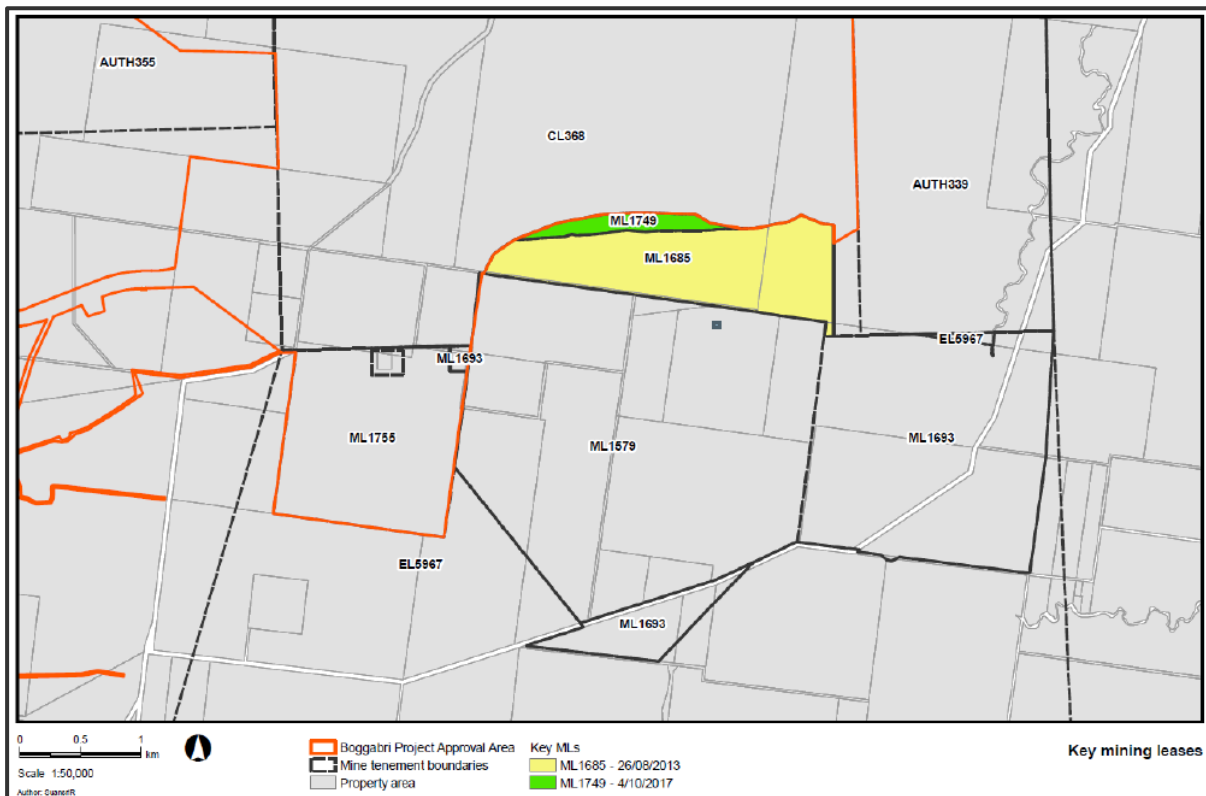 AUTH355
CL368
AUTH339
ML1749
ML1685
EL5967
ML1693
ML1755
ML1579
ML1693
EL5967
ML1693
0 0.5 1
km
Scale 1:50,000
Boggabri Project Approval Area
Mine tenement boundaries
Property area
Key MLs
ML1685 - 26/08/2013
ML1749 - 4/10/2017
Key mining leases
Author: